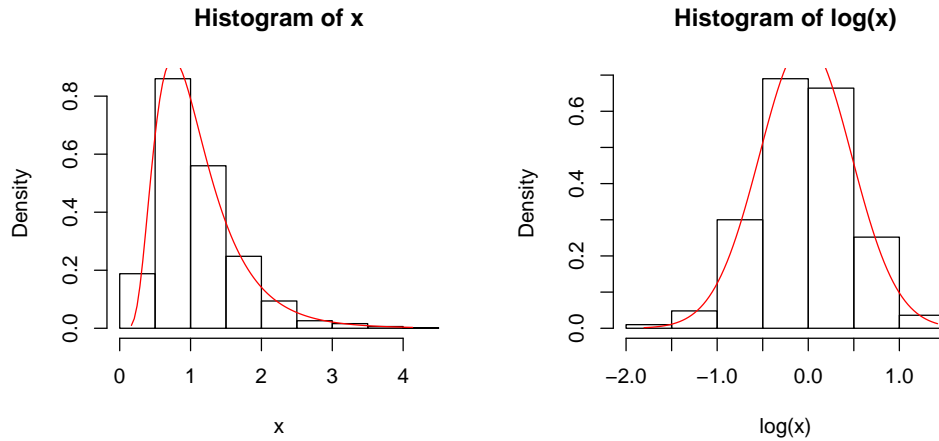 Histogram of x
Density
0.0 0.2 0.4 0.6 0.8
0 1 2 3 4
x
Histogram of log(x)
Density
0.0 0.2 0.4 0.6
−2.0 −1.0 0.0 1.0
log(x)